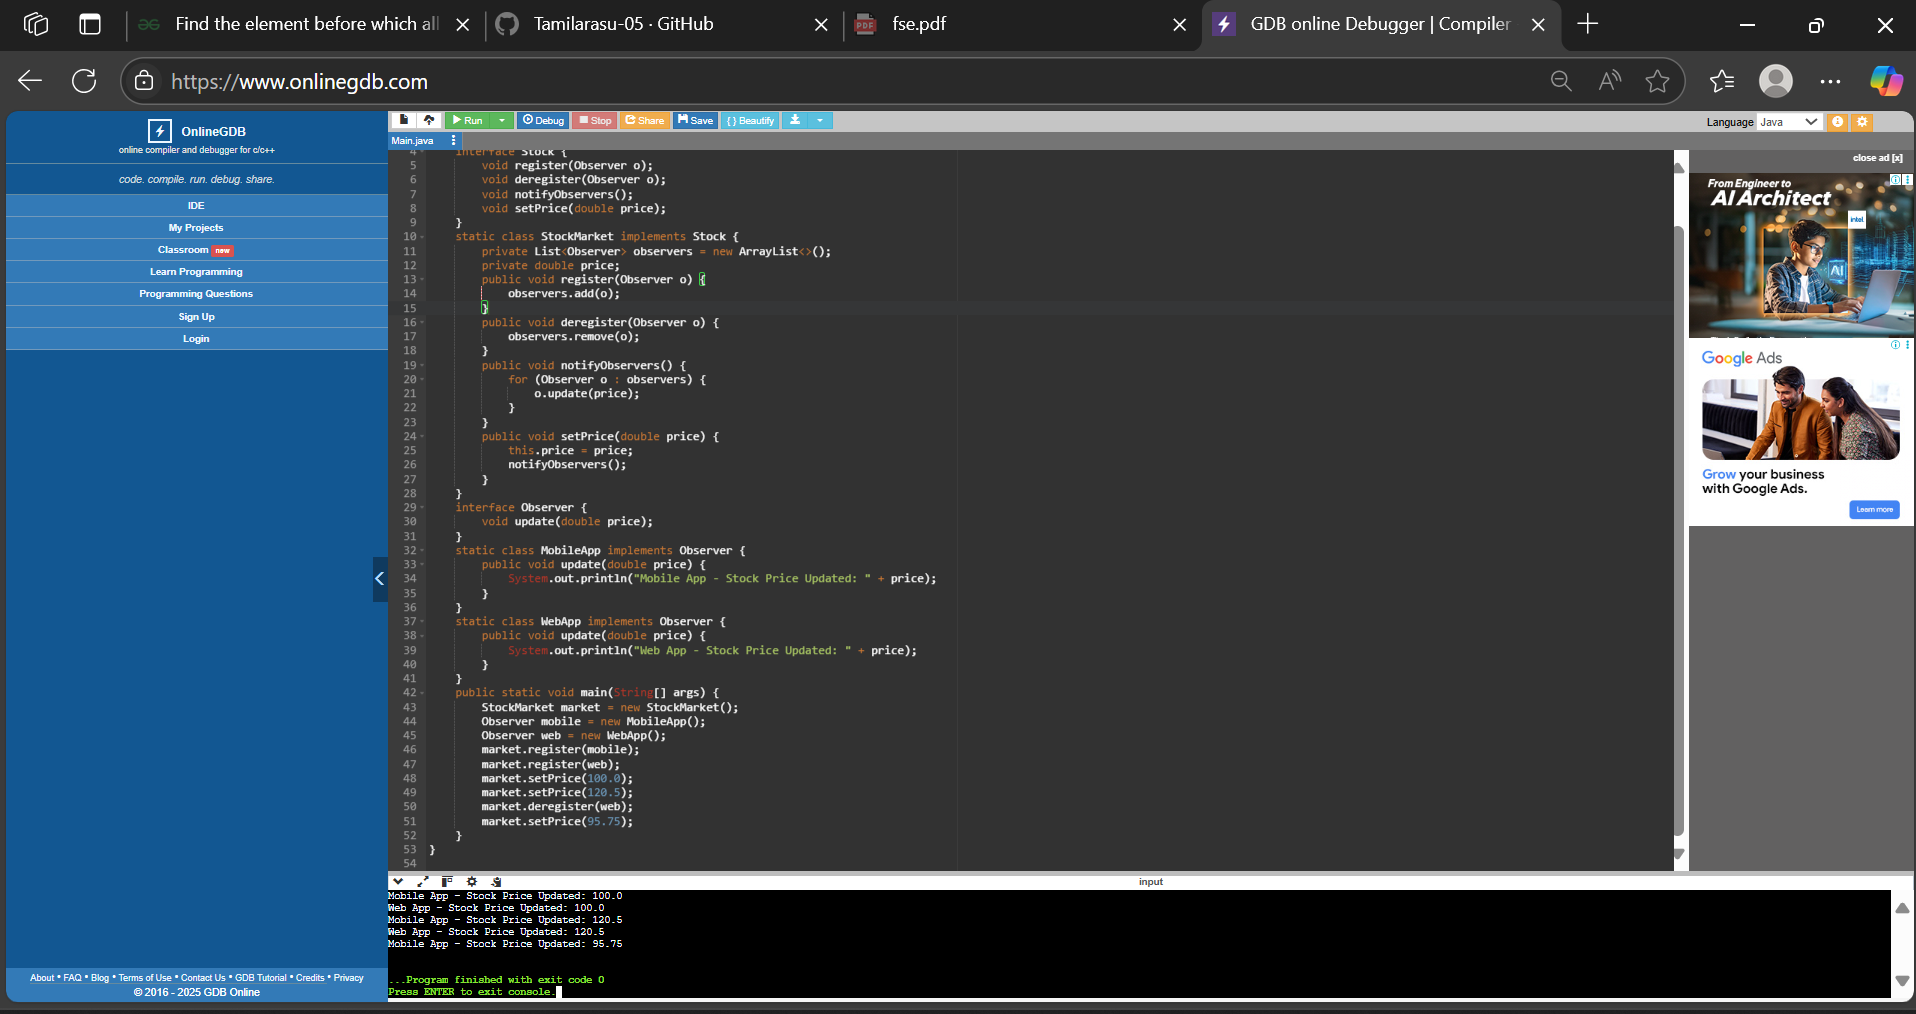 Find the element before which all
Tamilarasu-05 · GitHub
fse.pdf
GDB online Debugger | Compiler
https://www.onlinegdb.com
OnlineGDB
online compiler and debugger for c/c++
code. compile. run. debug. share.
IDE
My Projects
Classroom new
Learn Programming
Programming Questions
Sign Up
Login
About • FAQ • Blog • Terms of Use • Contact Us • GDB Tutorial • Credits • Privacy
© 2016 - 2025 GDB Online
Run Debug Stop Share Save { } Beautify
Language Java
Main.java
4 interface Stock {
5 void register(Observer o);
6 void deregister(Observer o);
7 void notifyObservers();
8 void setPrice(double price);
9 }
10 static class StockMarket implements Stock {
11 private List<Observer> observers = new ArrayList<>();
12 private double price;
13 public void register(Observer o) {
14 observers.add(o);
15 }
16 public void deregister(Observer o) {
17 observers.remove(o);
18 }
19 public void notifyObservers() {
20 for (Observer o : observers) {
21 o.update(price);
22 }
23 }
24 public void setPrice(double price) {
25 this.price = price;
26 notifyObservers();
27 }
28 }
29 interface Observer {
30 void update(double price);
31 }
32 static class MobileApp implements Observer {
33 public void update(double price) {
34 System.out.println("Mobile App - Stock Price Updated: " + price);
35 }
36 }
37 static class WebApp implements Observer {
38 public void update(double price) {
39 System.out.println("Web App - Stock Price Updated: " + price);
40 }
41 }
42 public static void main(String[] args) {
43 StockMarket market = new StockMarket();
44 Observer mobile = new MobileApp();
45 Observer web = new WebApp();
46 market.register(mobile);
47 market.register(web);
48 market.setPrice(100.0);
49 market.setPrice(120.5);
50 market.deregister(web);
51 market.setPrice(95.75);
52 }
53 }
54
input
Mobile App - Stock Price Updated: 100.0
Web App - Stock Price Updated: 100.0
Mobile App - Stock Price Updated: 120.5
Web App - Stock Price Updated: 120.5
Mobile App - Stock Price Updated: 95.75
...Program finished with exit code 0
Press ENTER to exit console.
close ad [x]
From Engineer to
AI Architect
intel
AI
Google Ads
Grow your business
with Google Ads.
Learn more